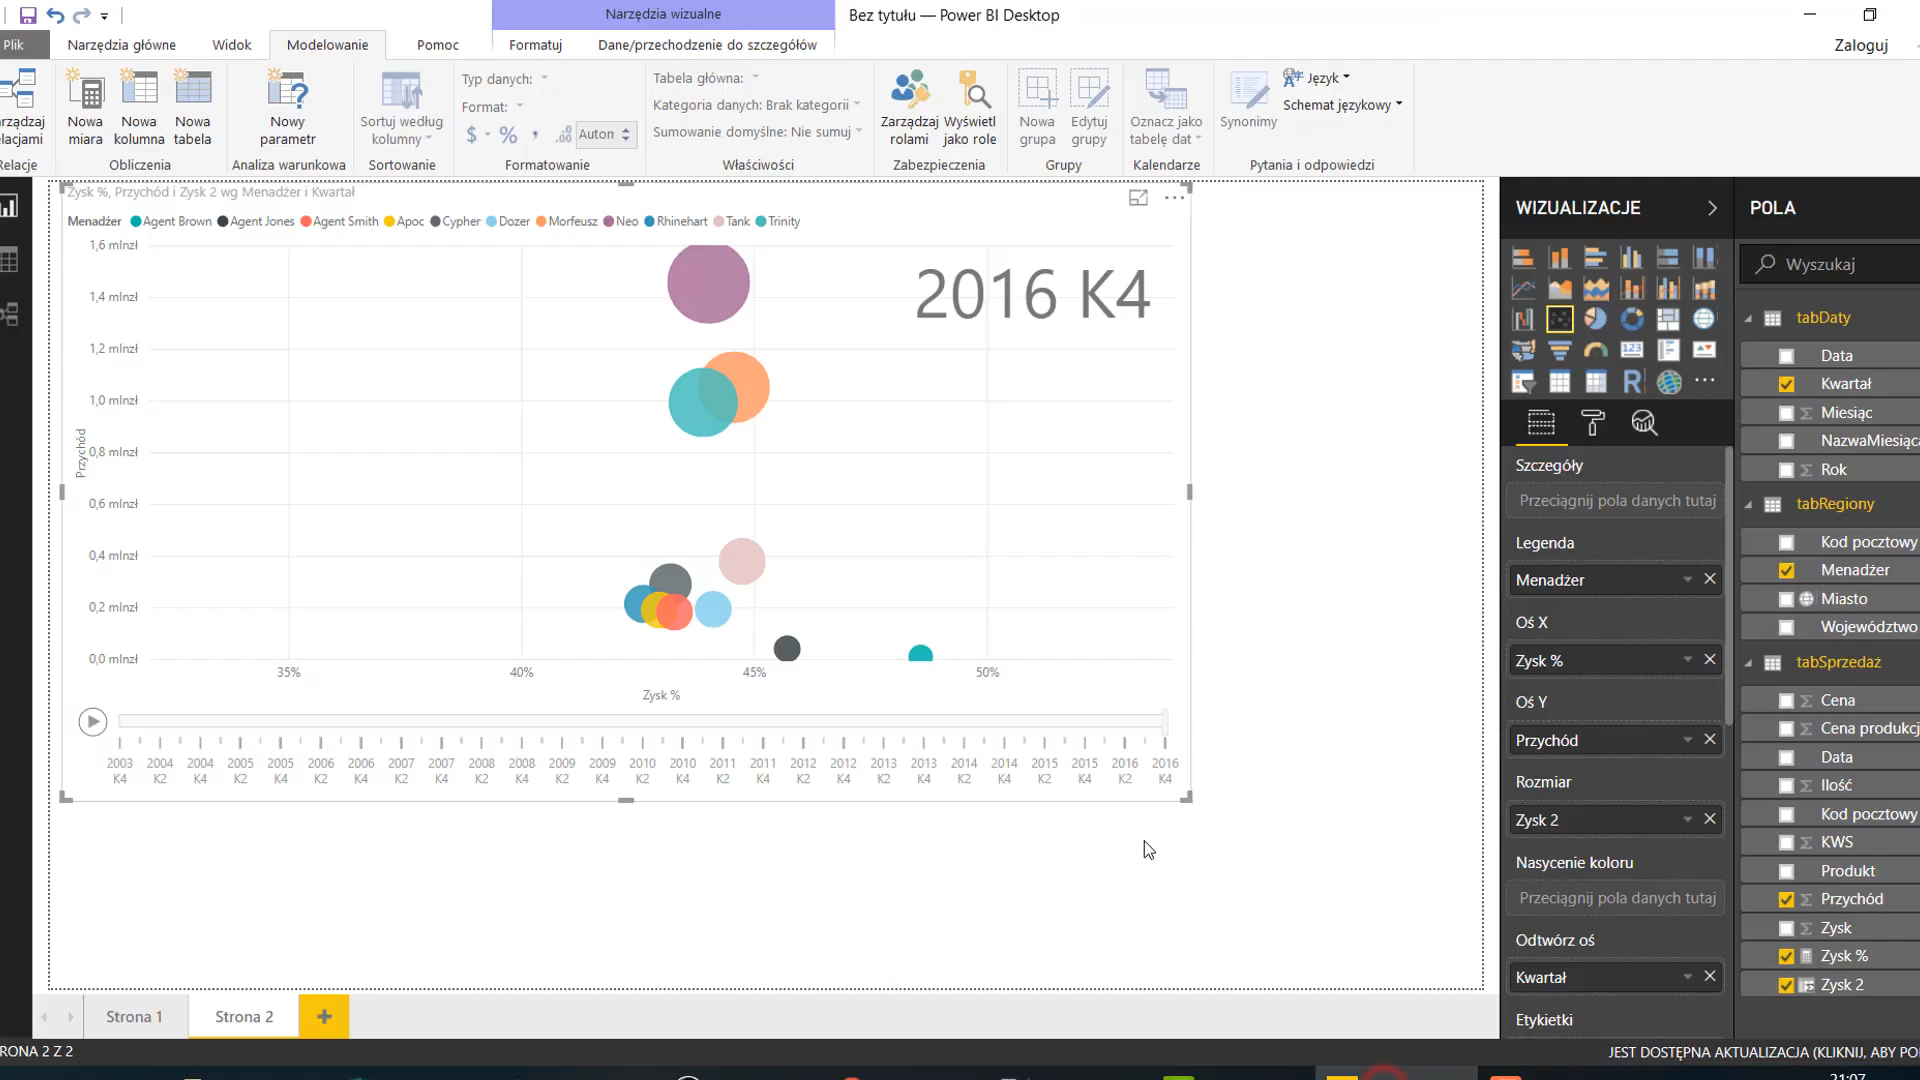 Narzędzia wizualne
Bez tytułu — Power BI Desktop
Plik
Narzędzia główne
Widok
Modelowanie
Pomoc
Formatuj
Dane/przechodzenie do szczegółów
Zaloguj
Nowa miara
Nowa kolumna
Nowa tabela
Nowy parametr
Sortuj według kolumny
Typ danych:
Format:
$ % , Auton
Tabela główna:
Kategoria danych: Brak kategorii
Sumowanie domyślne: Nie sumuj
Zarządzaj rolami
Wyświetl jako role
Nowa grupa
Edytuj grupy
Oznacz jako tabelę dat
Synonimy
Język
Schemat językowy
Obliczenia
Analiza warunkowa
Sortowanie
Formatowanie
Właściwości
Zabezpieczenia
Grupy
Kalendarze
Pytania i odpowiedzi
Zysk %, Przychód i Zysk 2 wg Menadżer i Kwartał
Menadżer Agent Brown Agent Jones Agent Smith Apoc Cypher Dozer Morfeusz Neo Rhinehart Tank Trinity
2016 K4
1,6 mlnzł
1,4 mlnzł
1,2 mlnzł
1,0 mlnzł
0,8 mlnzł
0,6 mlnzł
0,4 mlnzł
0,2 mlnzł
0,0 mlnzł
Przychód
35% 40% 45% 50%
Zysk %
2003 2004 2004 2005 2005 2006 2006 2007 2007 2008 2008 2009 2009 2010 2010 2011 2011 2012 2012 2013 2013 2014 2014 2015 2015 2016 2016
K4 K2 K4 K2 K4 K2 K4 K2 K4 K2 K4 K2 K4 K2 K4 K2 K4 K2 K4 K2 K4 K2 K4 K2 K4 K2 K4
WIZUALIZACJE
Szczegóły
Przeciągnij pola danych tutaj
Legenda
Menadżer
Oś X
Zysk %
Oś Y
Przychód
Rozmiar
Zysk 2
Nasycenie koloru
Przeciągnij pola danych tutaj
Odtwórz oś
Kwartał
Etykietki
POLA
Wyszukaj
tabDaty
Data
Kwartał
Miesiąc
NazwaMiesiąca
Rok
tabRegiony
Kod pocztowy
Menadżer
Miasto
Województwo
tabSprzedaż
Cena
Cena produkcj
Data
Ilość
Kod pocztowy
KWS
Produkt
Przychód
Zysk
Zysk %
Zysk 2
Strona 1
Strona 2
RONA 2 Z 2
JEST DOSTĘPNA AKTUALIZACJA (KLIKNIJ, ABY PO